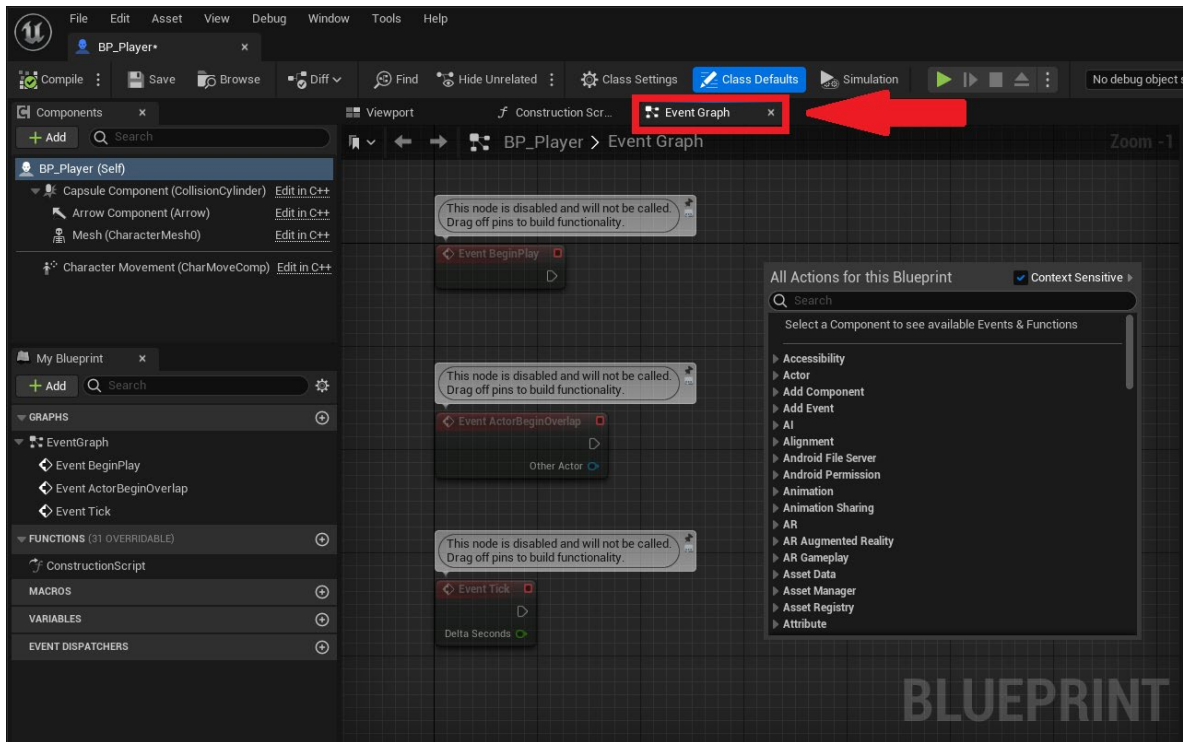 File Edit Asset View Debug Window Tools Help
BP_Player•
Compile Save Browse Diff Find Hide Unrelated Class Settings Class Defaults Simulation No debug object s
Components
Add Search
BP_Player (Self)
Capsule Component (CollisionCylinder) Edit in C++
Arrow Component (Arrow) Edit in C++
Mesh (CharacterMesh0) Edit in C++
Character Movement (CharMoveComp) Edit in C++
My Blueprint
Add Search
GRAPHS
EventGraph
Event BeginPlay
Event ActorBeginOverlap
Event Tick
FUNCTIONS (31 OVERRIDABLE)
ConstructionScript
MACROS
VARIABLES
EVENT DISPATCHERS
Viewport Construction Scr... Event Graph
BP_Player > Event Graph Zoom -1
This node is disabled and will not be called.
Drag off pins to build functionality.
Event BeginPlay
This node is disabled and will not be called.
Drag off pins to build functionality.
Event ActorBeginOverlap
Other Actor
This node is disabled and will not be called.
Drag off pins to build functionality.
Event Tick
Delta Seconds
All Actions for this Blueprint Context Sensitive
Search
Select a Component to see available Events & Functions
Accessibility
Actor
Add Component
Add Event
AI
Alignment
Android File Server
Android Permission
Animation
Animation Sharing
AR
AR Augmented Reality
AR Gameplay
Asset Data
Asset Manager
Asset Registry
Attribute
BLUEPRINT